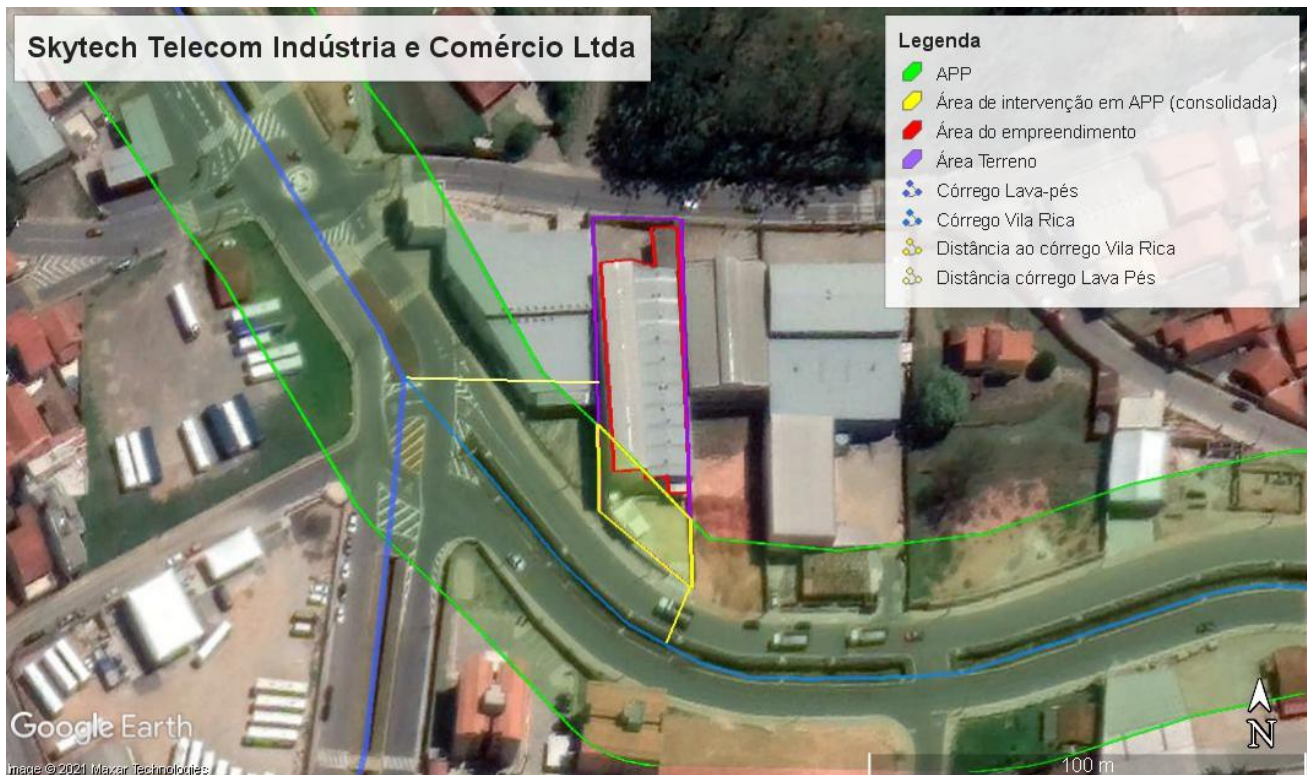 Skytech Telecom Indústria e Comércio Ltda
Legenda
APP
Área de intervenção em APP (consolidada)
Área do empreendimento
Área Terreno
Córrego Lava-pés
Córrego Vila Rica
Distância ao córrego Vila Rica
Distância córrego Lava Pés
Google Earth
Image © 2021 Maxar Technologies
N
100 m